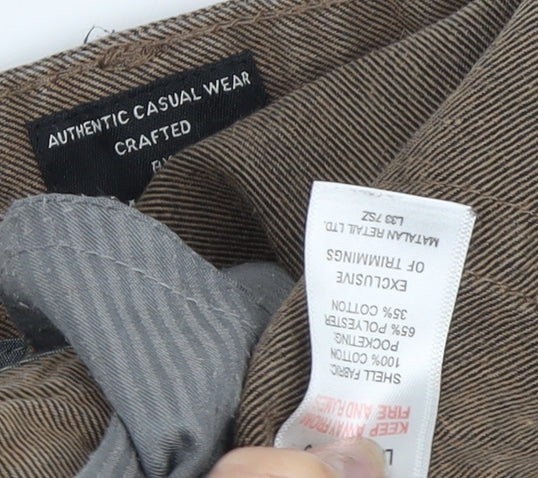 AUTHENTIC CASUAL WEAR
CRAFTED
KEEP AWAY FROM
FIRE AND FLAMES
SHELL FABRIC:
100% COTTON
POCKETING:
65% POLYESTER
35% COTTON
EXCLUSIVE
OF TRIMMINGS
MATALAN RETAIL LTD.
L33 7SZ